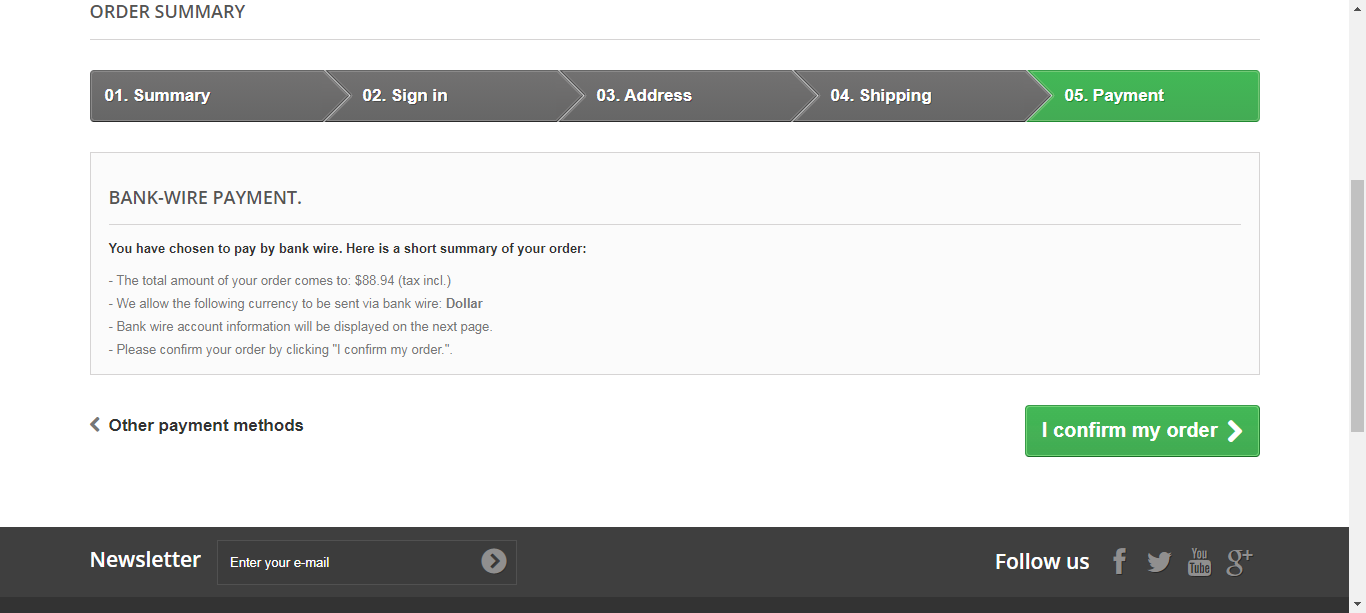 ORDER SUMMARY
01. Summary
02. Sign in
03. Address
04. Shipping
05. Payment
BANK-WIRE PAYMENT.
You have chosen to pay by bank wire. Here is a short summary of your order:
- The total amount of your order comes to: $88.94 (tax incl.)
- We allow the following currency to be sent via bank wire: Dollar
- Bank wire account information will be displayed on the next page.
- Please confirm your order by clicking "I confirm my order.".
Other payment methods
I confirm my order
Newsletter
Enter your e-mail
Follow us
You
Tube
g+